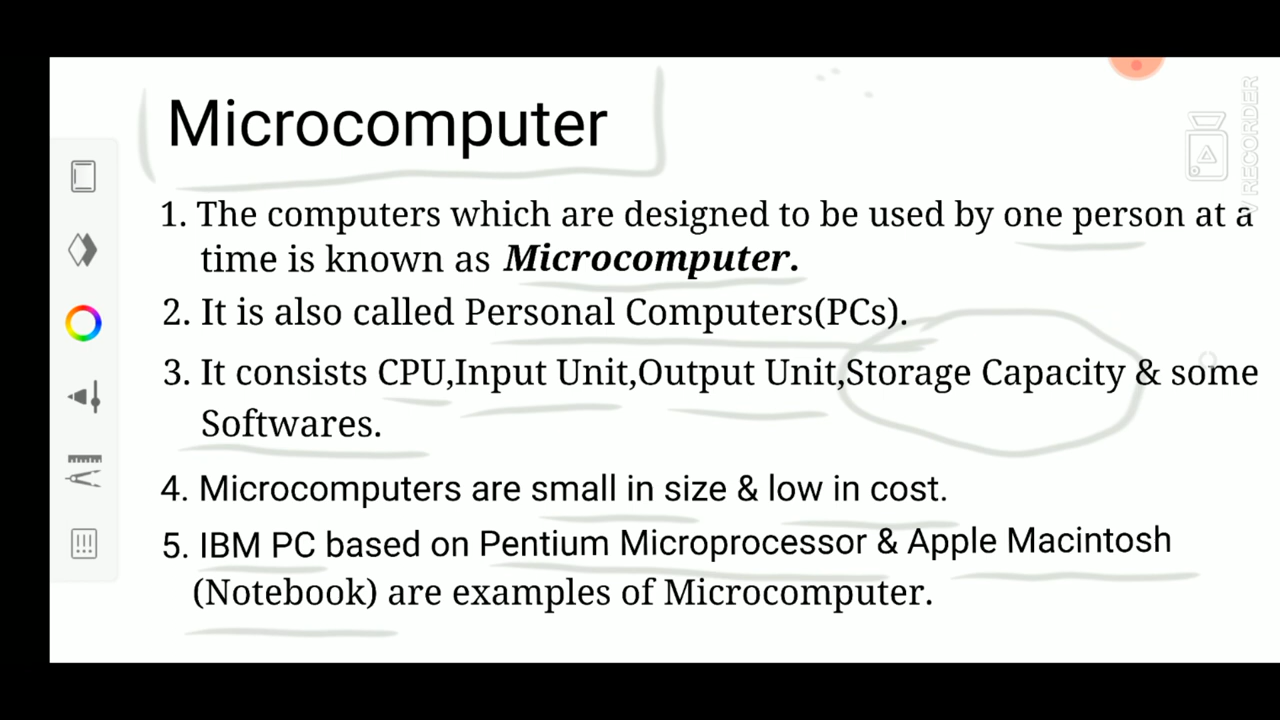 Microcomputer
1. The computers which are designed to be used by one person at a
time is known as Microcomputer.
2. It is also called Personal Computers(PCs).
3. It consists CPU,Input Unit,Output Unit,Storage Capacity & some
Softwares.
4. Microcomputers are small in size & low in cost.
5. IBM PC based on Pentium Microprocessor & Apple Macintosh
(Notebook) are examples of Microcomputer.
V RECORDER